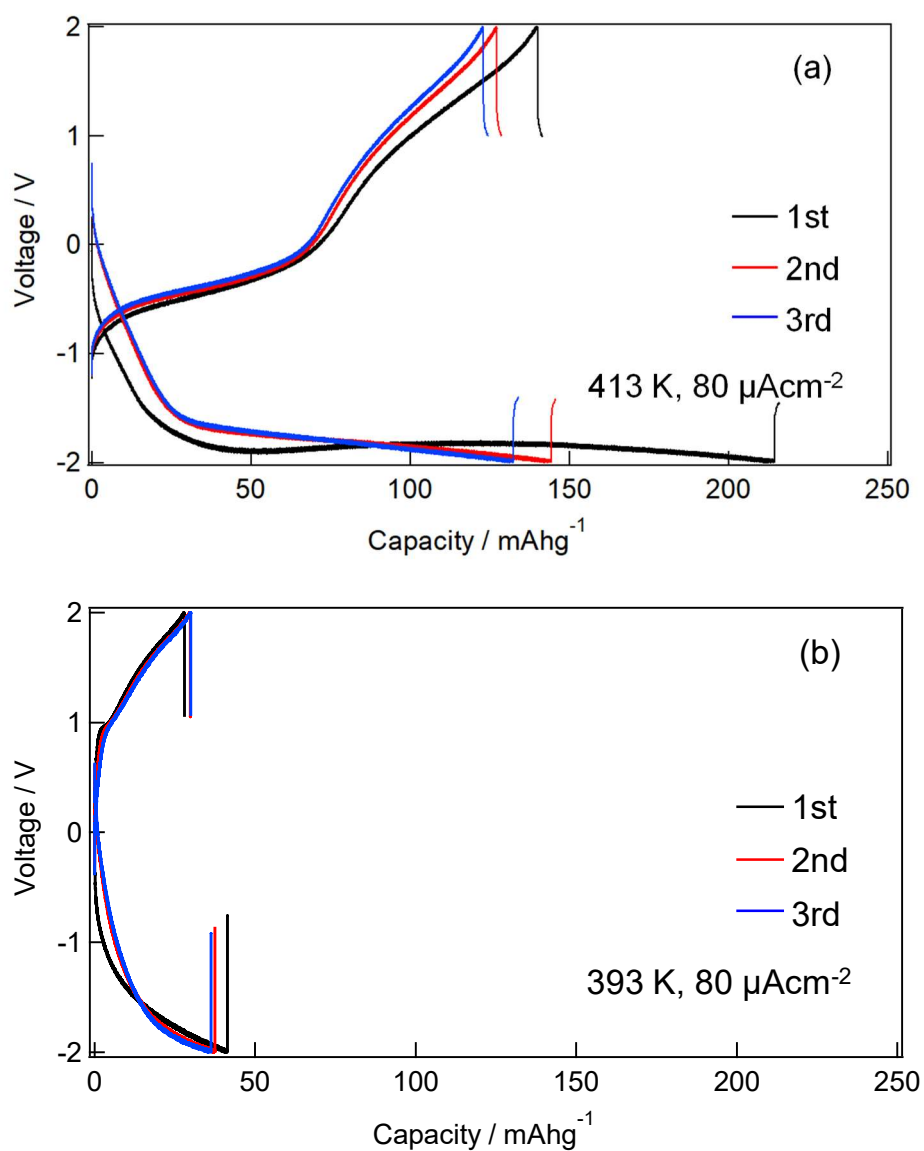 2
(a)
1
Voltage / V
0
1st
2nd
3rd
-1
413 K, 80 µAcm-2
-2
0 50 100 150 200 250
Capacity / mAhg-1
2
(b)
1
Voltage / V
0
1st
2nd
3rd
-1
393 K, 80 µAcm-2
-2
0 50 100 150 200 250
Capacity / mAhg-1